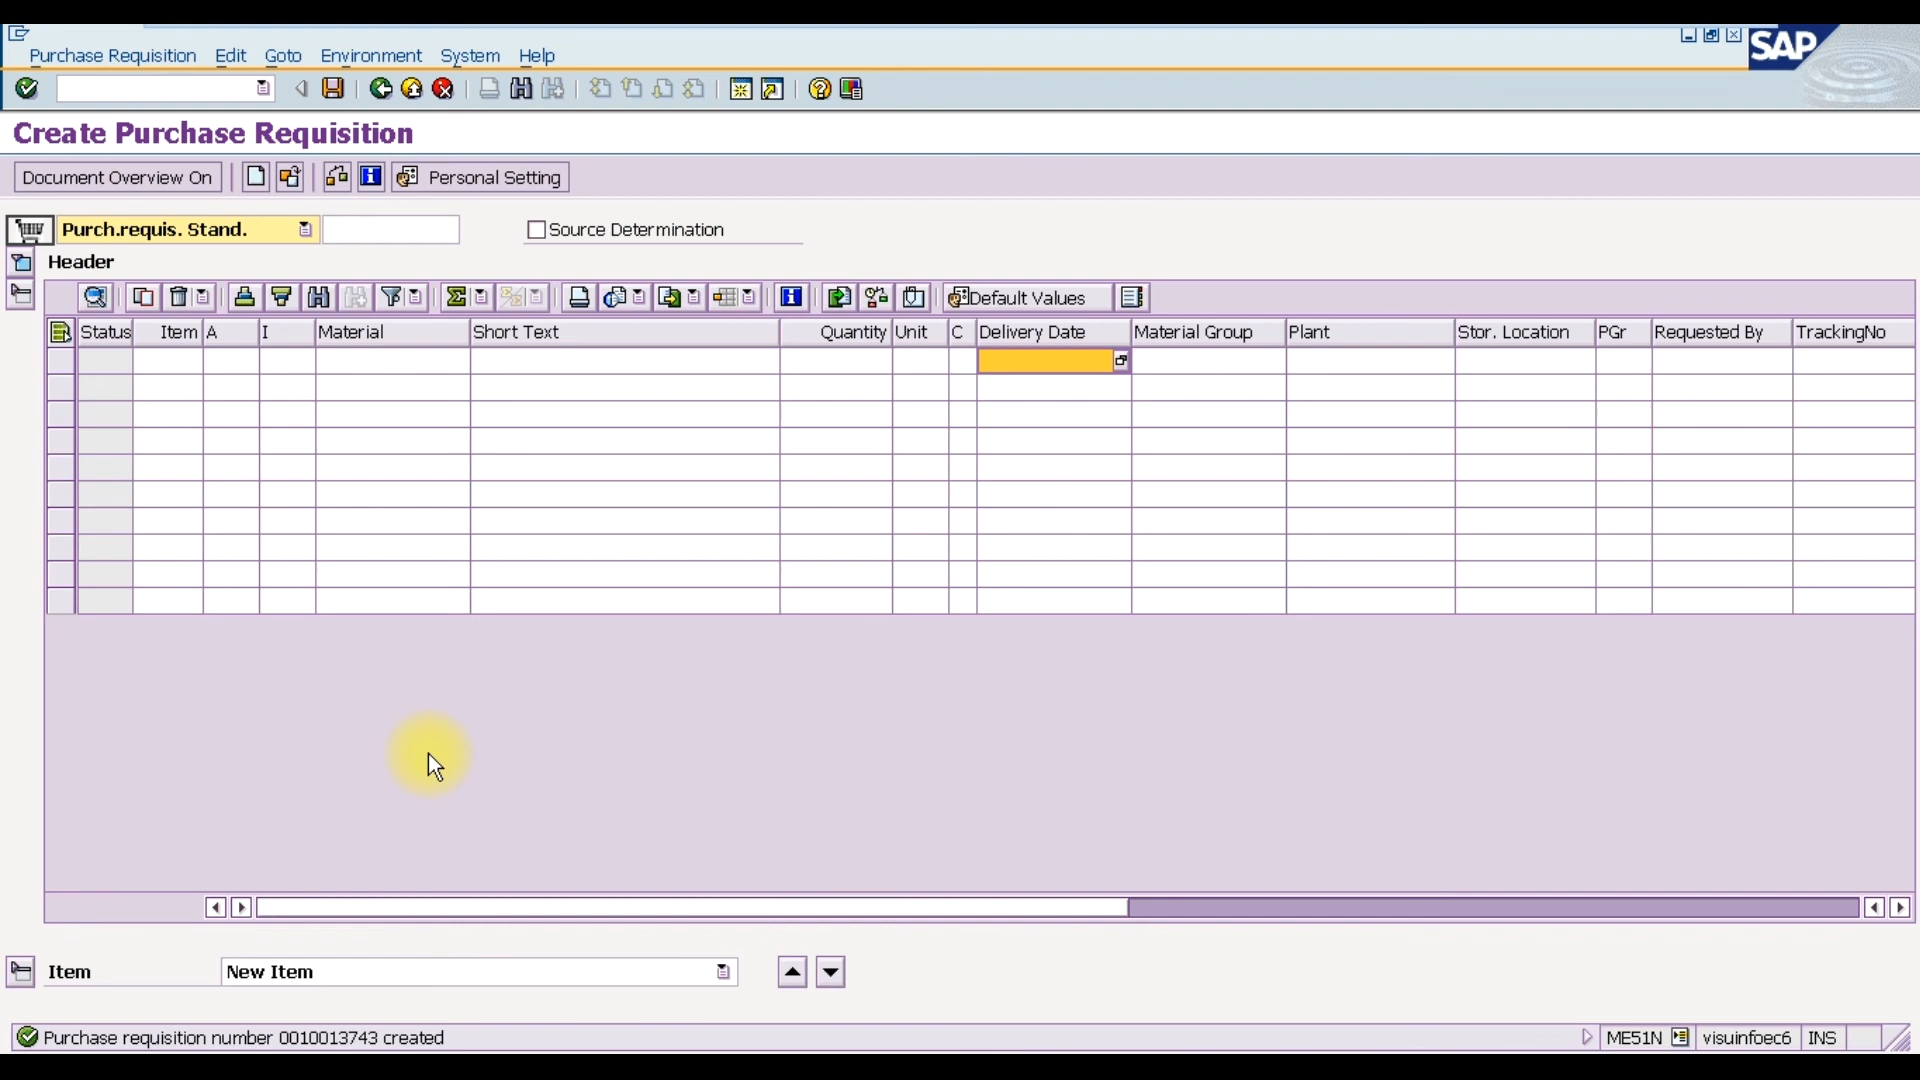 Purchase Requisition Edit Goto Environment System Help
SAP
Create Purchase Requisition
Document Overview On Personal Setting
Purch.requis. Stand. Source Determination
Header
Default Values
Status Item A I Material Short Text Quantity Unit C Delivery Date Material Group Plant Stor. Location PGr Requested By TrackingNo
Item New Item
Purchase requisition number 0010013743 created ME51N visuinfoec6 INS